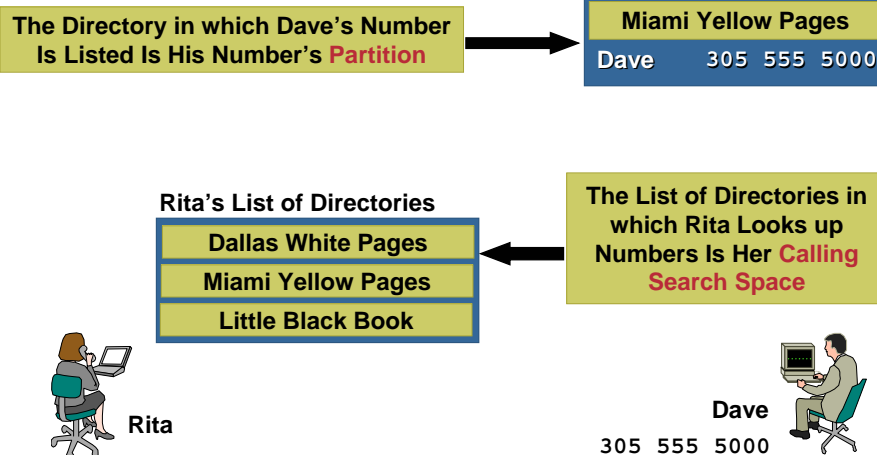 The Directory in which Dave's Number
Is Listed Is His Number's Partition
Miami Yellow Pages
Dave 305 555 5000
Rita's List of Directories
Dallas White Pages
Miami Yellow Pages
Little Black Book
The List of Directories in
which Rita Looks up
Numbers Is Her Calling
Search Space
Rita
Dave
305 555 5000